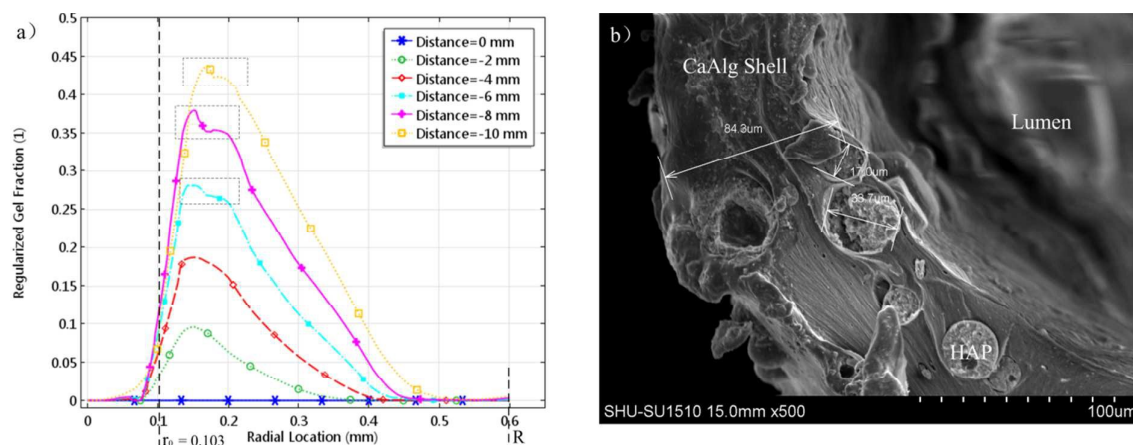 a)
Regularized Gel Fraction (1)
0.5
0.45
0.4
0.35
0.3
0.25
0.2
0.15
0.1
0.05
0
Distance=0 mm
Distance=-2 mm
Distance=-4 mm
Distance=-6 mm
Distance=-8 mm
Distance=-10 mm
0 0.1 0.2 0.3 0.4 0.5 0.6
r₀ = 0.103
Radial Location (mm)
R
b)
CaAlg Shell
Lumen
84.3um
17.0um
38.7um
HAP
SHU-SU1510 15.0mm x500
100um